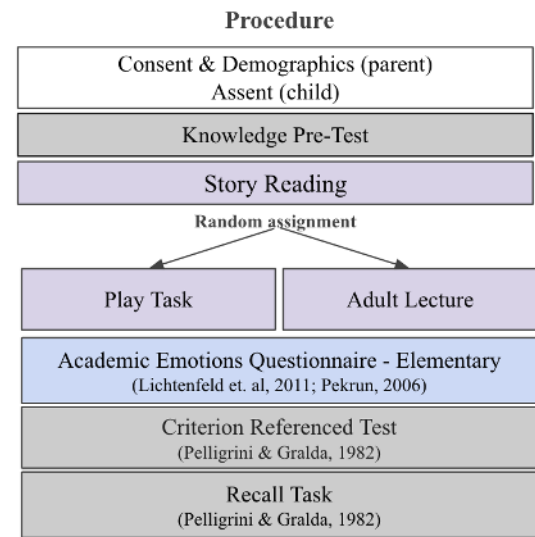 Procedure
Consent & Demographics (parent)
Assent (child)
Knowledge Pre-Test
Story Reading
Random assignment
Play Task
Adult Lecture
Academic Emotions Questionnaire - Elementary
(Lichtenfeld et. al, 2011; Pekrun, 2006)
Criterion Referenced Test
(Pelligrini & Gralda, 1982)
Recall Task
(Pelligrini & Gralda, 1982)